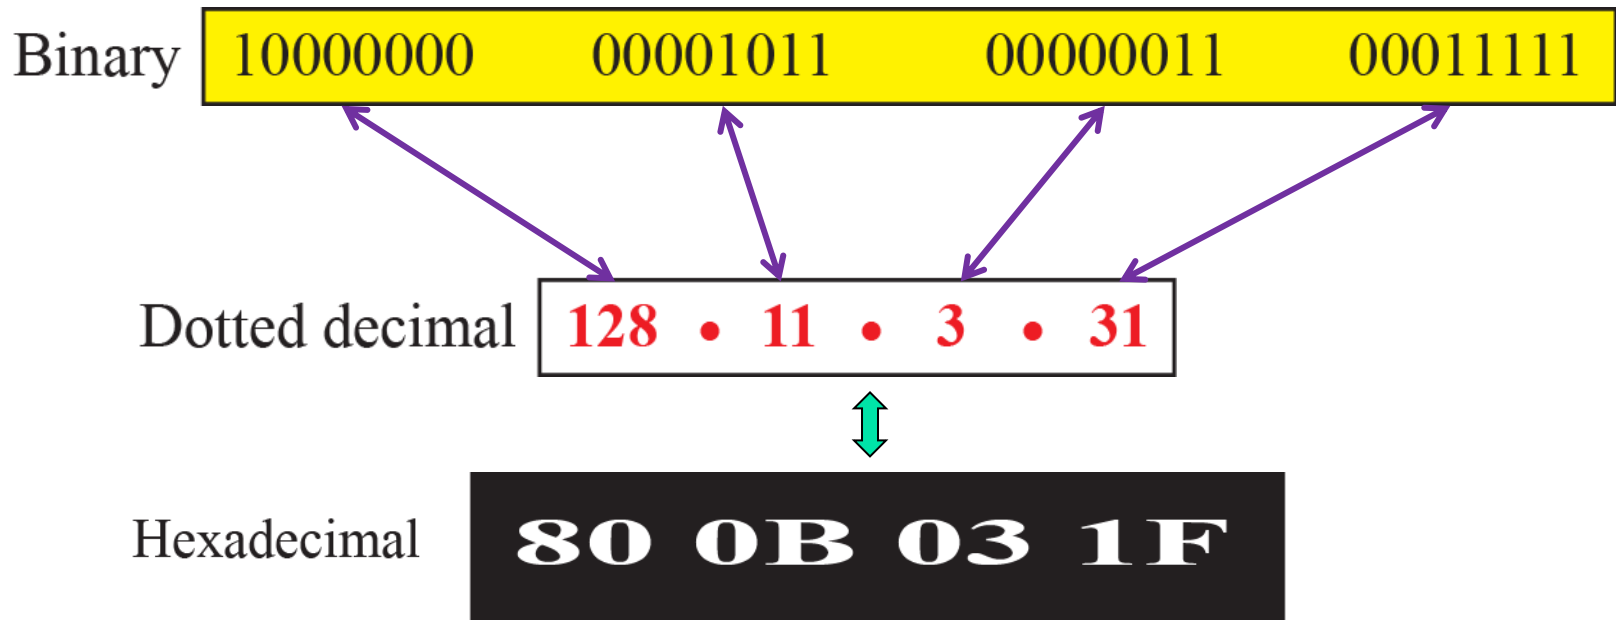 Binary 10000000 00001011 00000011 00011111
Dotted decimal 128 • 11 • 3 • 31
Hexadecimal 80 0B 03 1F